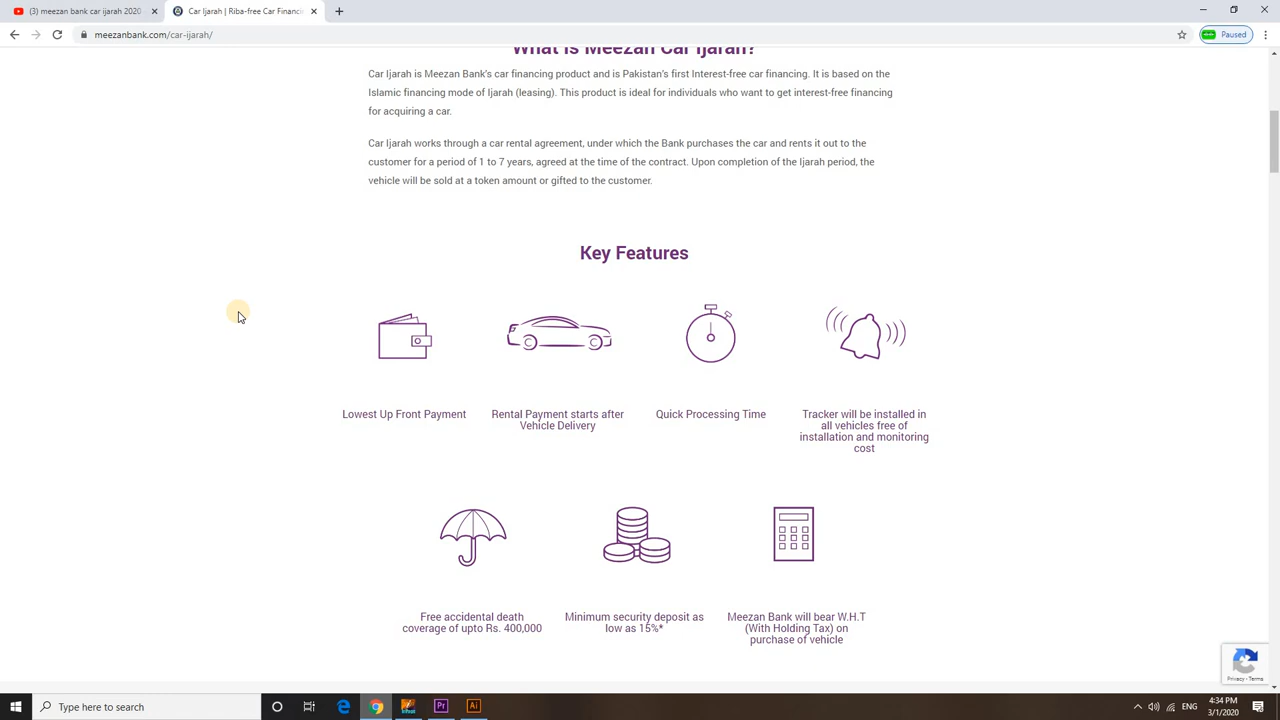 (3) meezan bank car ijarah 2020
Car Ijarah | Riba-free Car Financi
meezanbank.com/car-ijarah/
Paused
What is Meezan Car Ijarah?
Car Ijarah is Meezan Bank's car financing product and is Pakistan's first Interest-free car financing. It is based on the
Islamic financing mode of Ijarah (leasing). This product is ideal for individuals who want to get interest-free financing
for acquiring a car.
Car Ijarah works through a car rental agreement, under which the Bank purchases the car and rents it out to the
customer for a period of 1 to 7 years, agreed at the time of the contract. Upon completion of the Ijarah period, the
vehicle will be sold at a token amount or gifted to the customer.
Key Features
Lowest Up Front Payment
Rental Payment starts after
Vehicle Delivery
Quick Processing Time
Tracker will be installed in
all vehicles free of
installation and monitoring
cost
Free accidental death
coverage of upto Rs. 400,000
Minimum security deposit as
low as 15%*
Meezan Bank will bear W.H.T
(With Holding Tax) on
purchase of vehicle
Privacy - Terms
Type here to search
Pr
Ai
ENG
4:34 PM
3/1/2020